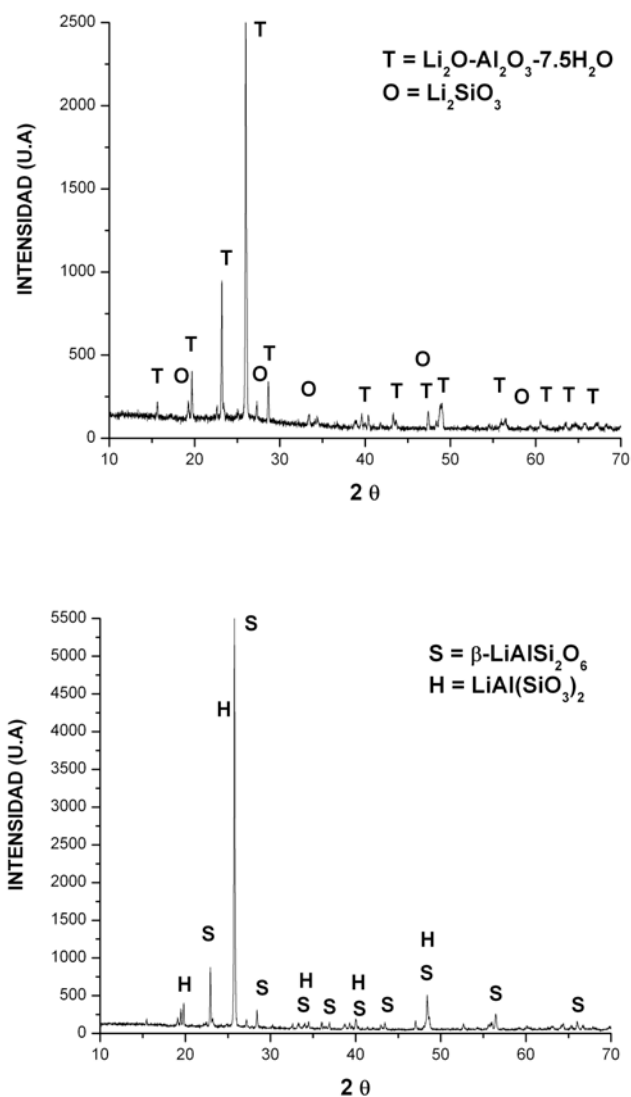 2500
2000
1500
1000
500
0
INTENSIDAD (U.A)
T = Li₂O-Al₂O₃-7.5H₂O
O = Li₂SiO₃
T
T
T O T O T O O T T T T T O T T T
10 20 30 40 50 60 70
2 θ
5500
5000
4500
4000
3500
3000
2500
2000
1500
1000
500
0
INTENSIDAD (U.A)
S = β-LiAlSi₂O₆
H = LiAl(SiO₃)₂
S
H
S H
H S S H S S H S S S S S
10 20 30 40 50 60 70
2 θ